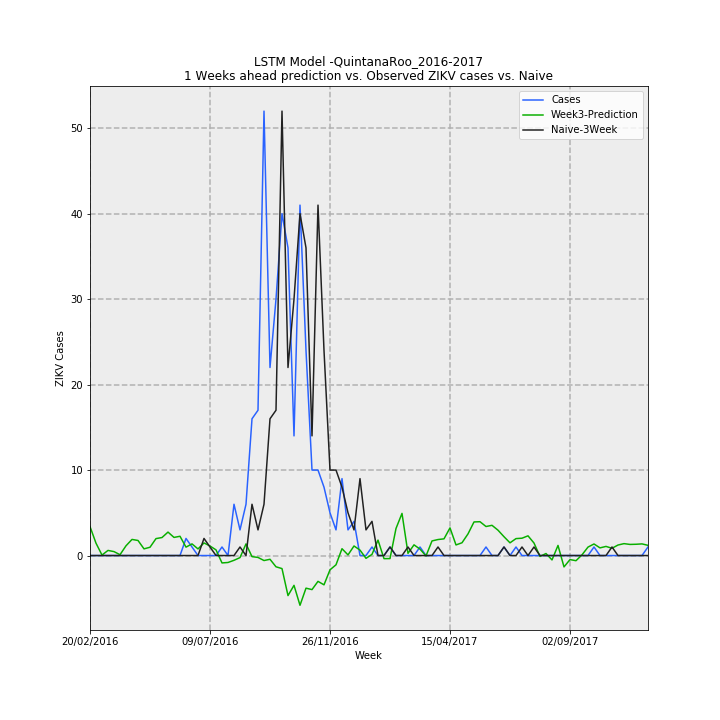 LSTM Model -QuintanaRoo_2016-2017
1 Weeks ahead prediction vs. Observed ZIKV cases vs. Naive
Cases
Week3-Prediction
Naive-3Week
ZIKV Cases
50
40
30
20
10
0
20/02/2016
09/07/2016
26/11/2016
15/04/2017
02/09/2017
Week